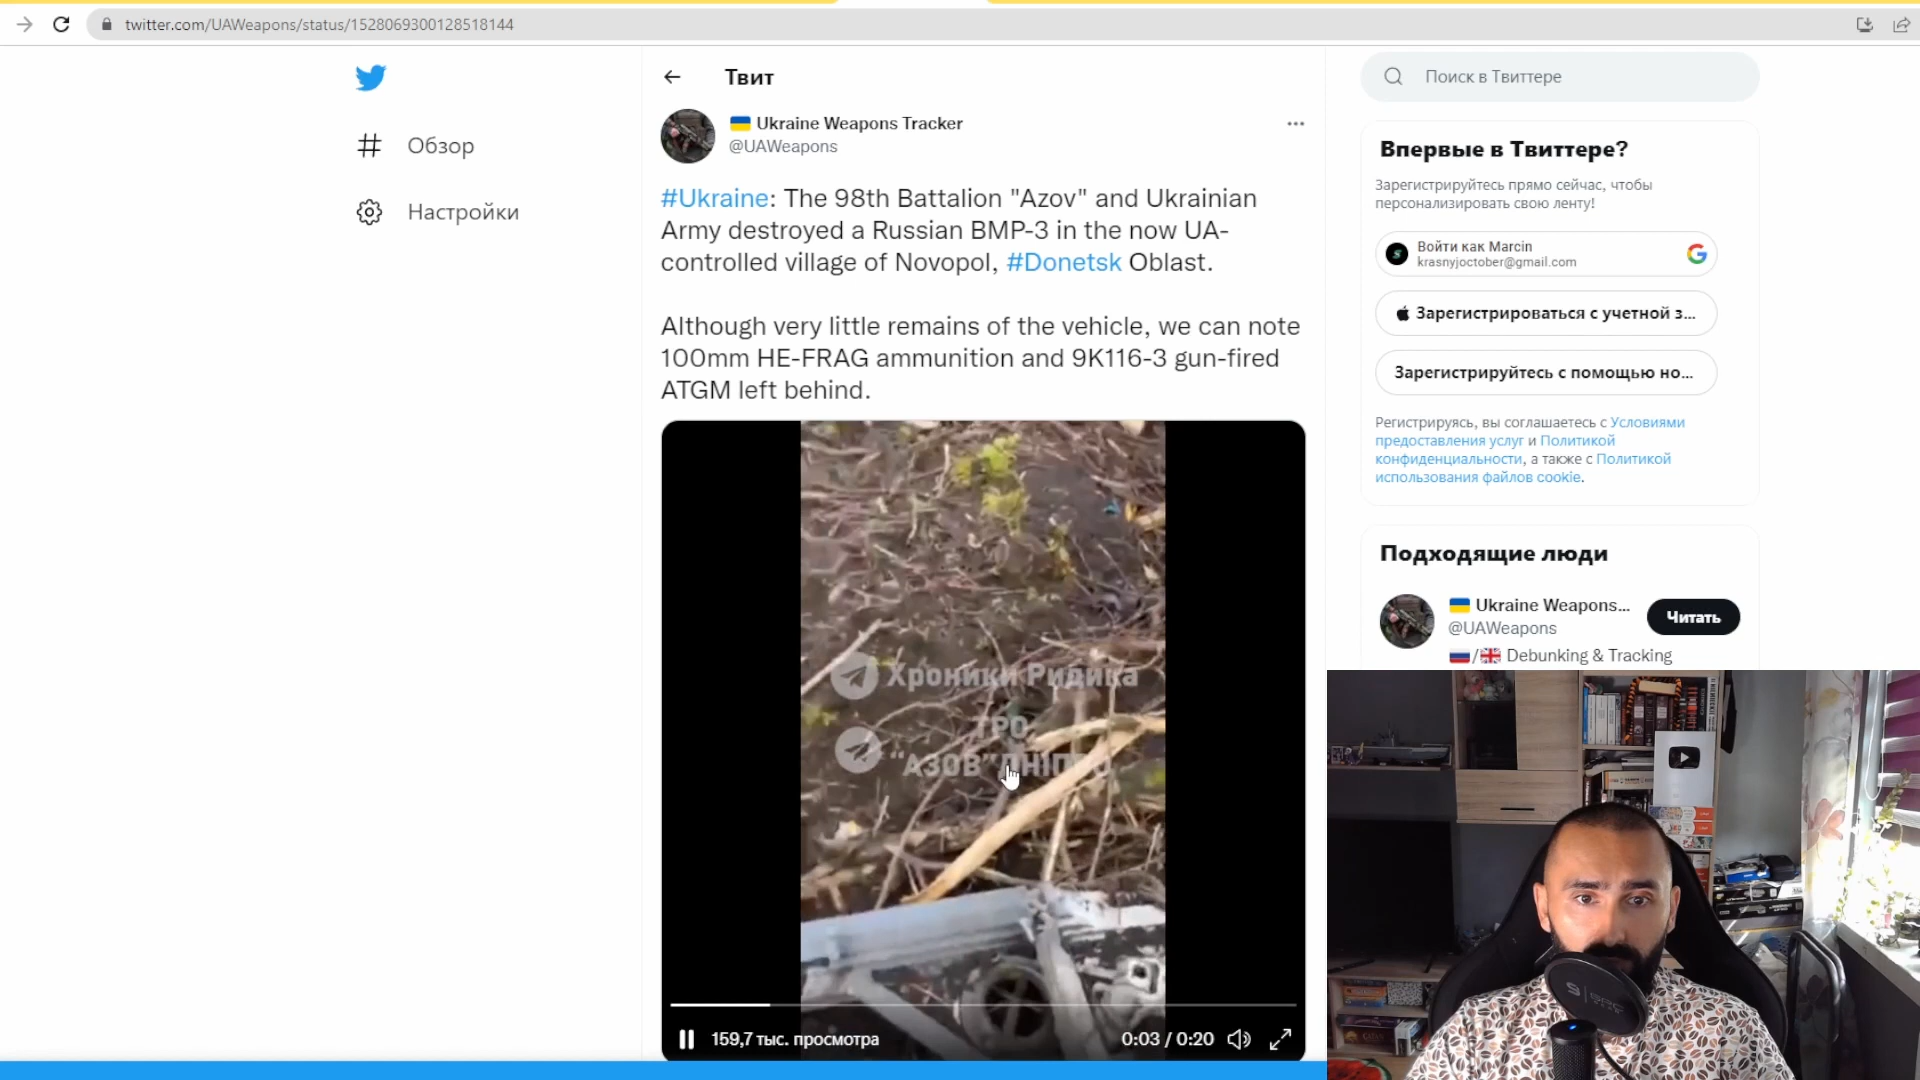 twitter.com/UAWeapons/status/1528069300128518144
Обзор
Настройки
Твит
Ukraine Weapons Tracker
@UAWeapons
#Ukraine: The 98th Battalion "Azov" and Ukrainian
Army destroyed a Russian BMP-3 in the now UA-
controlled village of Novopol, #Donetsk Oblast.
Although very little remains of the vehicle, we can note
100mm HE-FRAG ammunition and 9K116-3 gun-fired
ATGM left behind.
Хроники Ридика
ТРО
"АЗОВ"ДНІПРО
159,7 тыс. просмотра
0:03 / 0:20
Поиск в Твиттере
Впервые в Твиттере?
Зарегистрируйтесь прямо сейчас, чтобы
персонализировать свою ленту!
Войти как Marcin
krasnyjoctober@gmail.com
Зарегистрироваться с учетной з...
Зарегистрируйтесь с помощью но...
Регистрируясь, вы соглашаетесь с Условиями
предоставления услуг и Политикой
конфиденциальности, а также с Политикой
использования файлов cookie.
Подходящие люди
Ukraine Weapons...
@UAWeapons
Читать
/ Debunking & Tracking